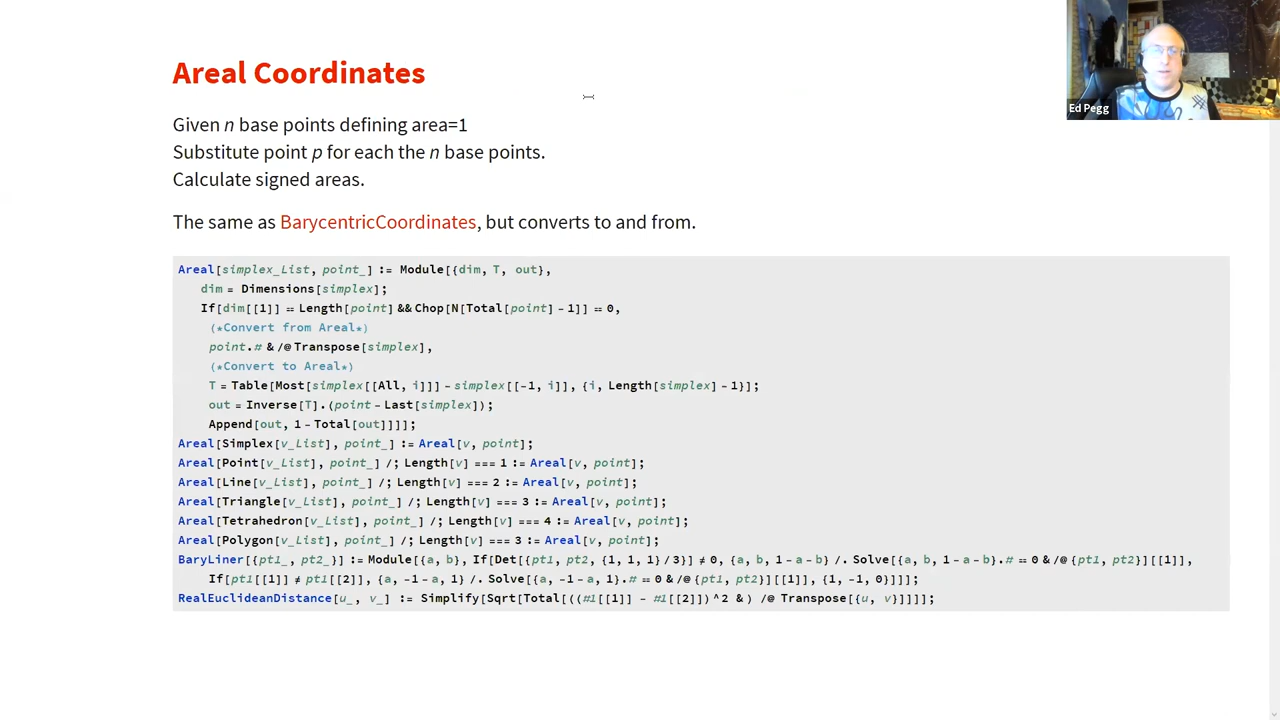 Areal Coordinates
Ed Pegg
Given n base points defining area=1
Substitute point p for each the n base points.
Calculate signed areas.
The same as BarycentricCoordinates, but converts to and from.
Areal[simplex_List, point_] := Module[{dim, T, out},
dim = Dimensions[simplex];
If[dim[[1]] == Length[point] && Chop[N[Total[point] - 1]] == 0,
(*Convert from Areal*)
point.# & /@ Transpose[simplex],
(*Convert to Areal*)
T = Table[Most[simplex[[All, i]]] - simplex[[-1, i]], {i, Length[simplex] - 1}];
out = Inverse[T].(point - Last[simplex]);
Append[out, 1 - Total[out]]]];
Areal[Simplex[v_List], point_] := Areal[v, point];
Areal[Point[v_List], point_] /; Length[v] === 1 := Areal[v, point];
Areal[Line[v_List], point_] /; Length[v] === 2 := Areal[v, point];
Areal[Triangle[v_List], point_] /; Length[v] === 3 := Areal[v, point];
Areal[Tetrahedron[v_List], point_] /; Length[v] === 4 := Areal[v, point];
Areal[Polygon[v_List], point_] /; Length[v] === 3 := Areal[v, point];
BaryLiner[{pt1_, pt2_}] := Module[{a, b}, If[Det[{pt1, pt2, {1, 1, 1}/3}] ≠ 0, {a, b, 1 - a - b} /. Solve[{a, b, 1 - a - b}.# == 0 & /@ {pt1, pt2}][[1]],
If[pt1[[1]] ≠ pt1[[2]], {a, -1 - a, 1} /. Solve[{a, -1 - a, 1}.# == 0 & /@ {pt1, pt2}][[1]], {1, -1, 0}]]];
RealEuclideanDistance[u_, v_] := Simplify[Sqrt[Total[((#1[[1]] - #1[[2]])^2 &) /@ Transpose[{u, v}]]]];